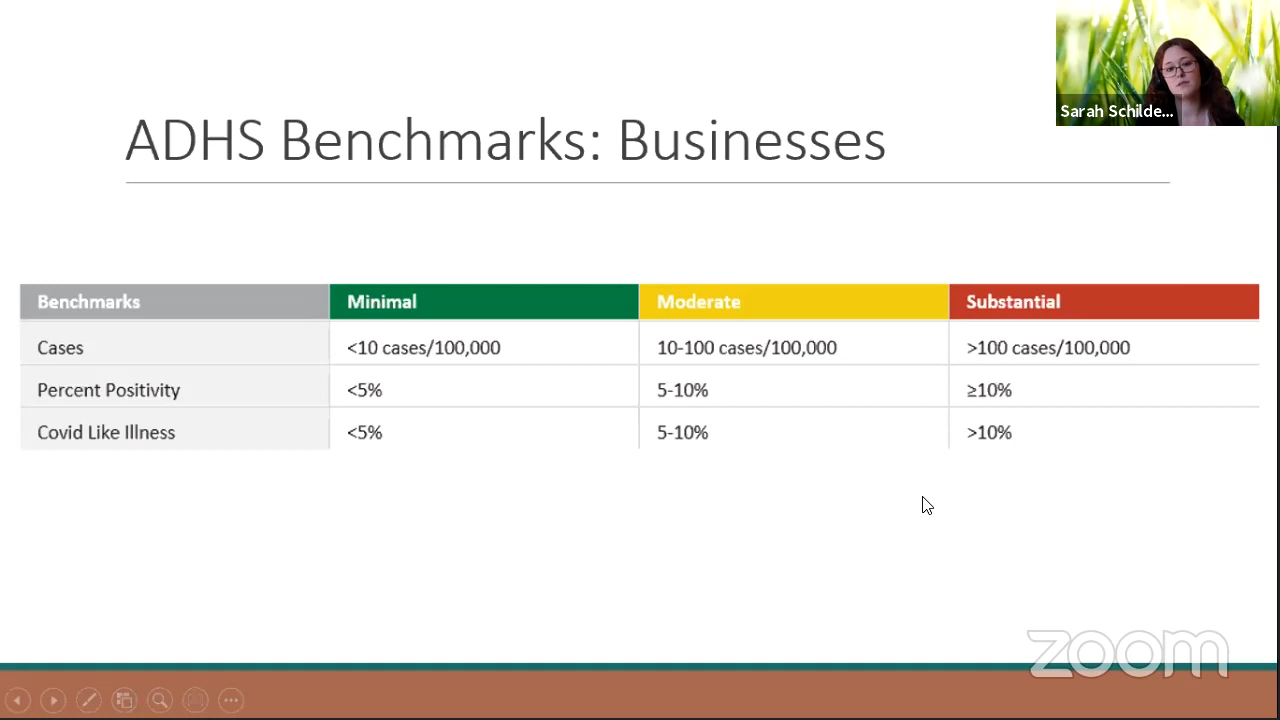 Sarah Schilde...
ADHS Benchmarks: Businesses
Benchmarks Minimal Moderate Substantial
Cases <10 cases/100,000 10-100 cases/100,000 >100 cases/100,000
Percent Positivity <5% 5-10% ≥10%
Covid Like Illness <5% 5-10% >10%
zoom